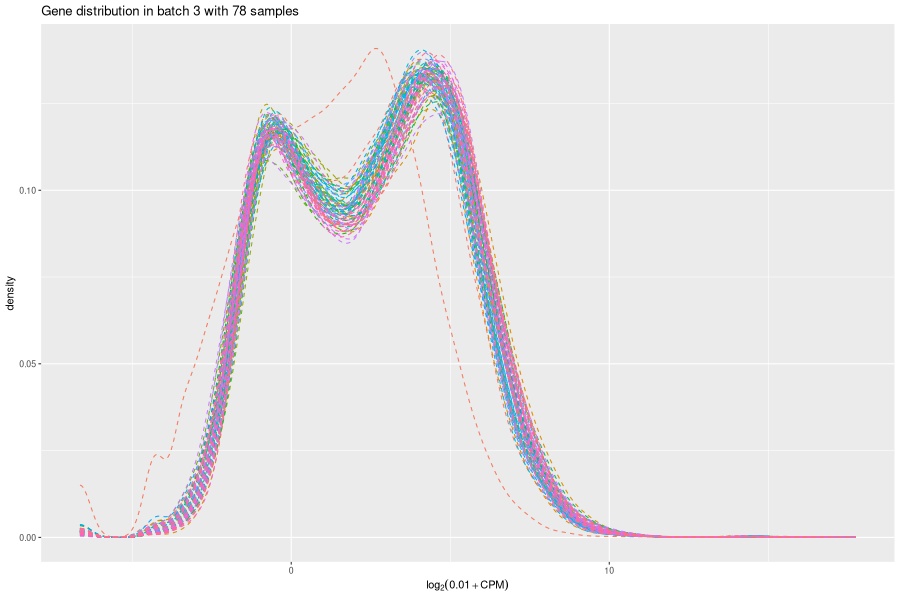 Gene distribution in batch 3 with 78 samples
density
0.10
0.05
0.00
0
10
log₂(0.01 + CPM)